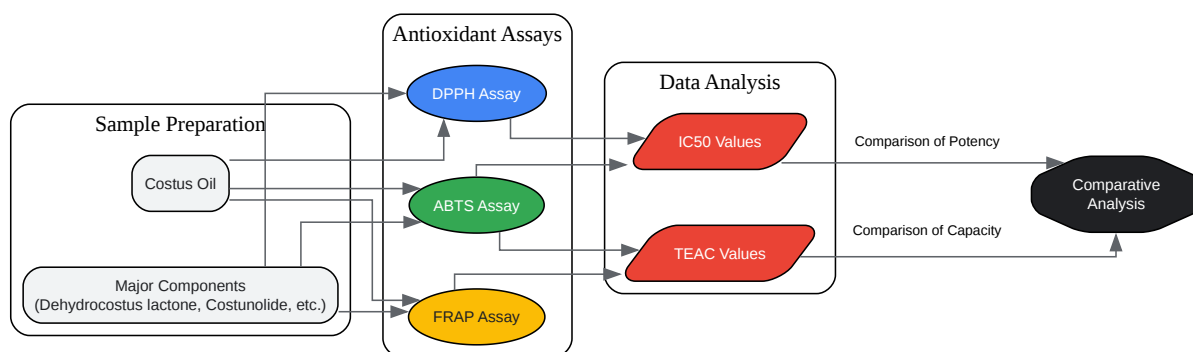 Sample Preparation
Costus Oil
Major Components
(Dehydrocostus lactone, Costunolide, etc.)
Antioxidant Assays
DPPH Assay
ABTS Assay
FRAP Assay
Data Analysis
IC50 Values
TEAC Values
Comparison of Potency
Comparison of Capacity
Comparative
Analysis